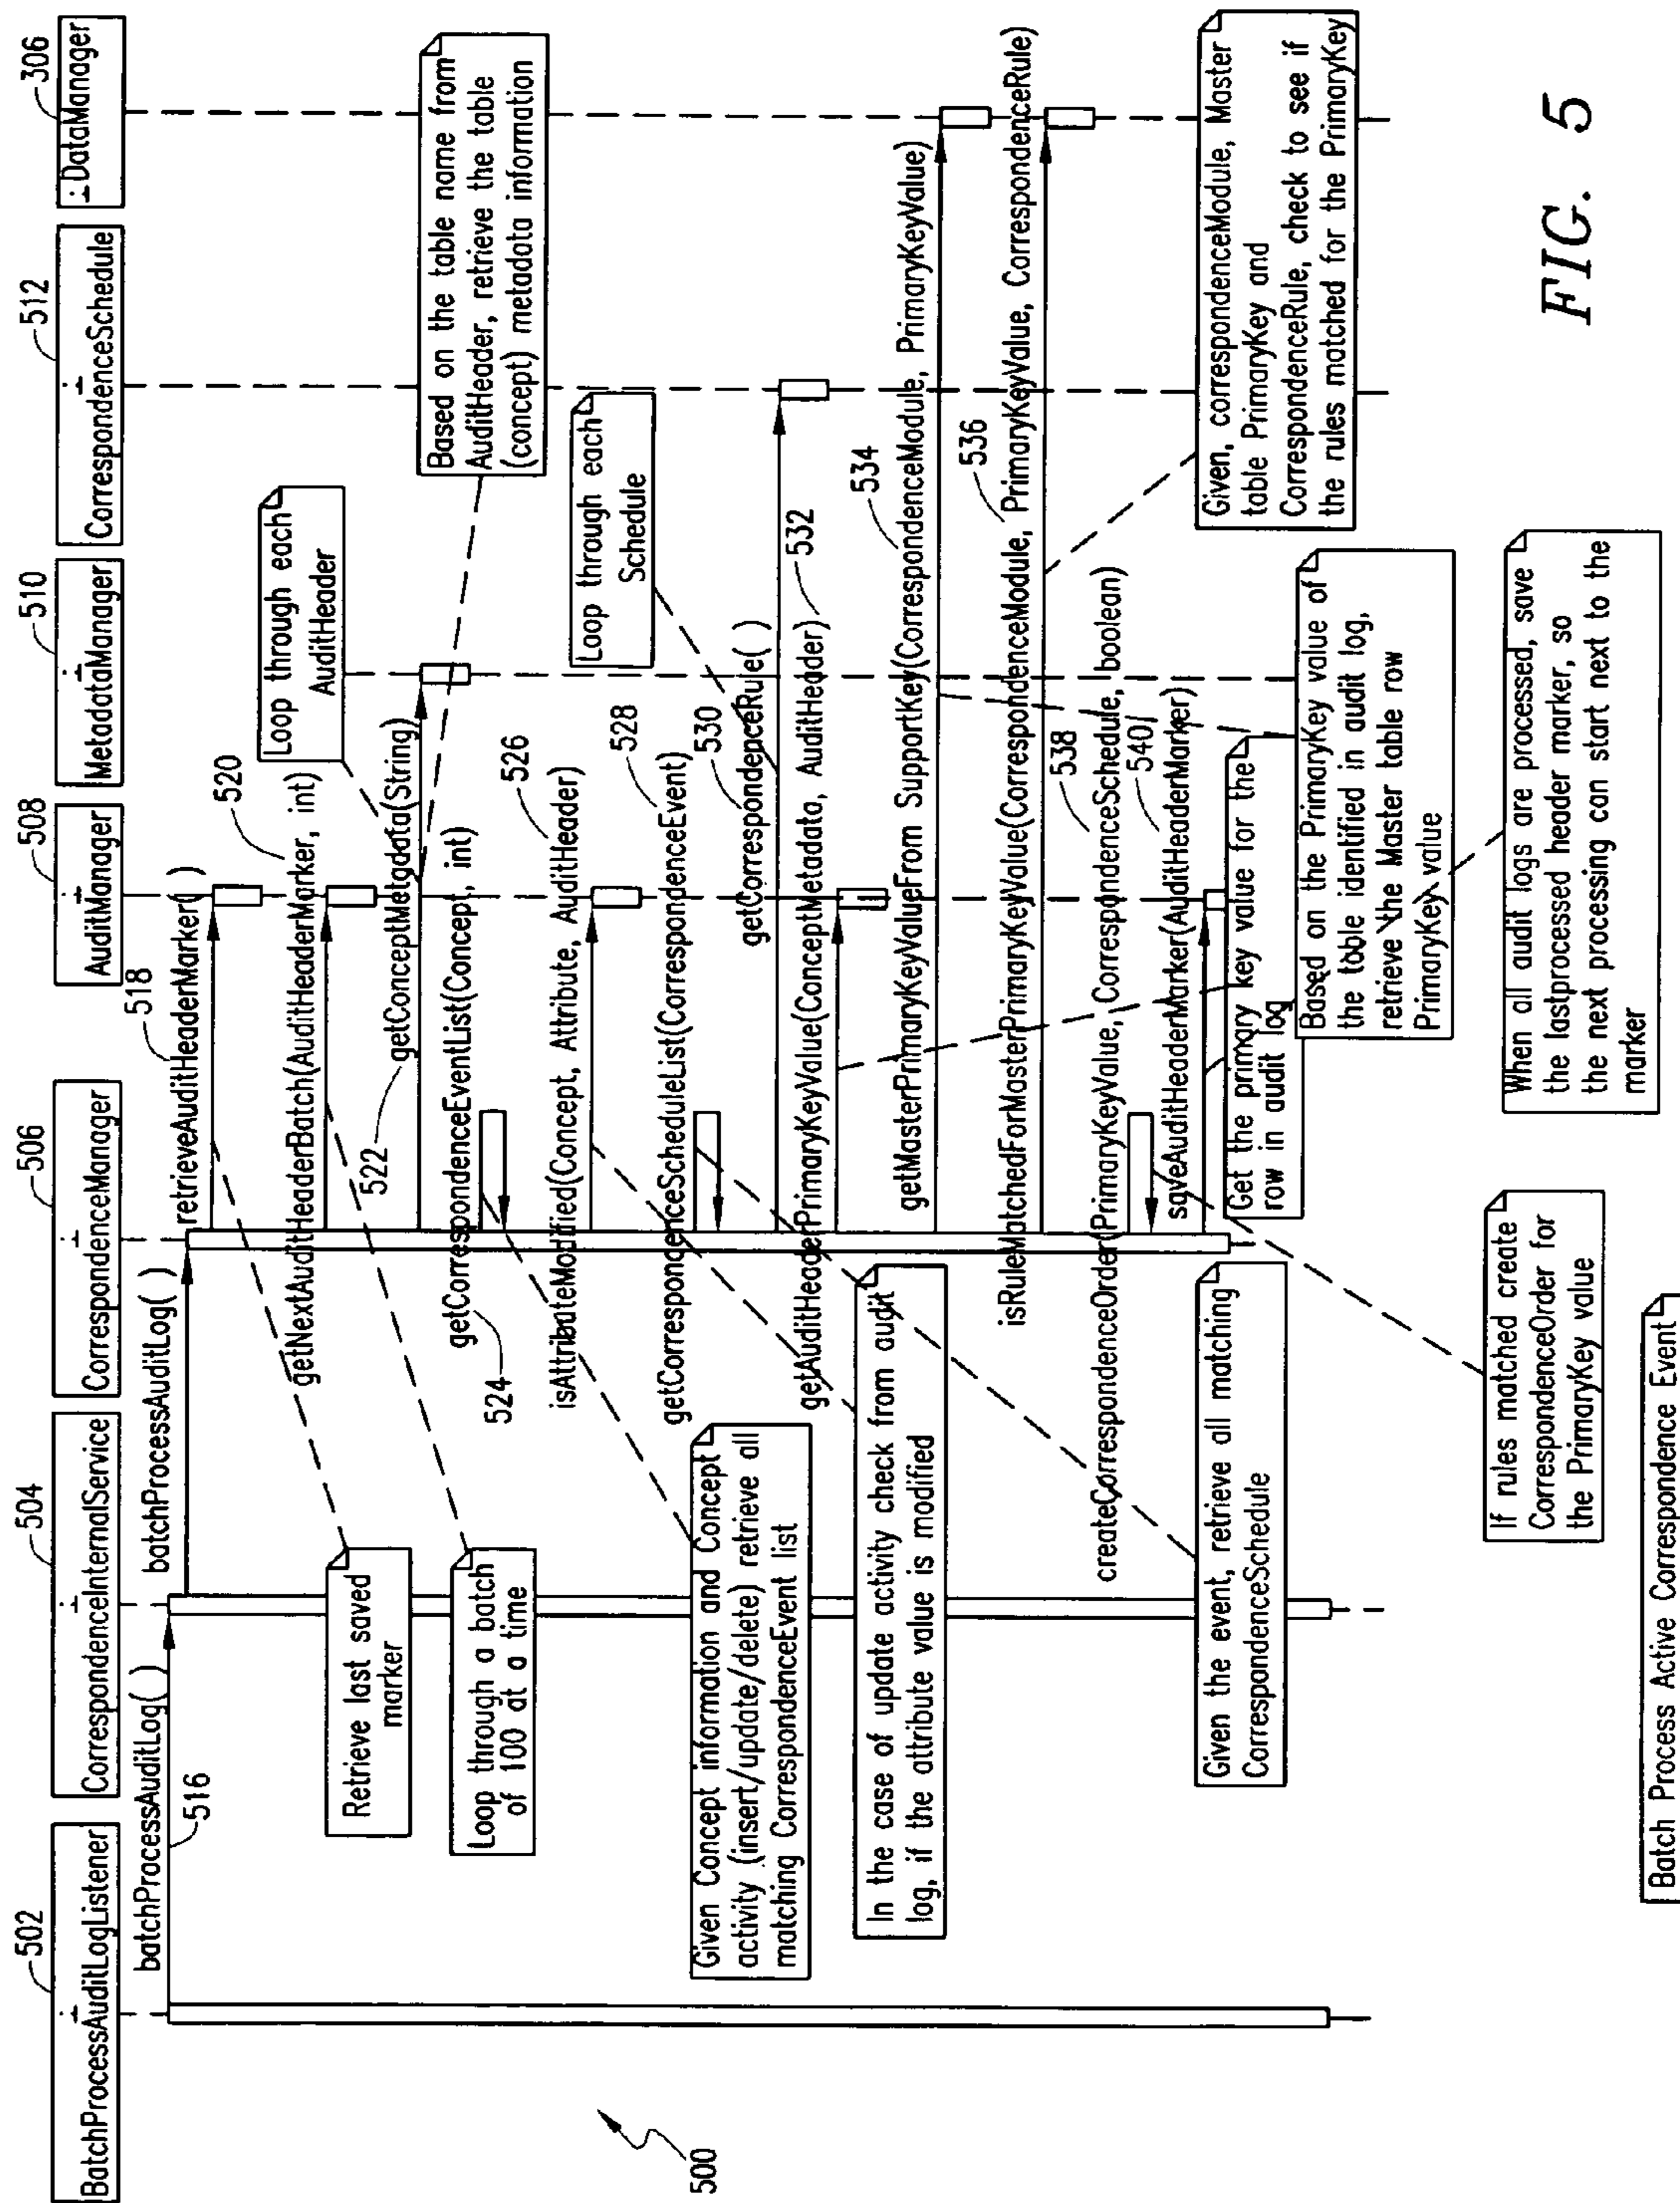 502
:
BatchProcessAuditLogListener
504
:
CorrespondenceInternalService
506
:
CorrespondenceManager
508
:
AuditManager
510
:
MetadataManager
512
:
CorrespondenceSchedule
306
:DataManager
batchProcessAuditLog( )
516
batchProcessAuditLog( )
518
retrieveAuditHeaderMarker( )
Retrieve last saved
marker
520
getNextAuditHeaderBatch(AuditHeaderMarker, int)
Loop through a batch
of 100 at a time
Loop through each
AuditHeader
522
getConceptMetadata(String)
Based on the table name from
AuditHeader, retrieve the table
(concept) metadata information
getCorrespondenceEventList(Concept, int)
524
Given Concept information and Concept
activity (insert/update/delete) retrieve all
matching CorrespondenceEvent list
526
isAttributeModified(Concept, Attribute, AuditHeader)
In the case of update activity check from audit
log, if the attribute value is modified
528
getCorrespondenceScheduleList(CorrespondenceEvent)
Given the event, retrieve all matching
CorrespondenceSchedule
Loop through each
Schedule
530
getCorrespondenceRule( )
532
getAuditHeaderPrimaryKeyValue(ConceptMetadata, AuditHeader)
Get the primary key value for the
row in audit log
534
getMasterPrimaryKeyValueFrom SupportKey(CorrespondenceModule, PrimaryKeyValue)
Based on the PrimaryKey value of
the table identified in audit log,
retrieve the Master table row
PrimaryKey value
536
isRuleMatchedForMasterPrimaryKeyValue(CorrespondenceModule, PrimaryKeyValue, CorrespondenceRule)
Given, correspondenceModule, Master
table PrimaryKey and
CorrespondenceRule, check to see if
the rules matched for the PrimaryKey
538
createCorrespondenceOrder(PrimaryKeyValue, CorrespondenceSchedule, boolean)
If rules matched create
CorrespondenceOrder for
the PrimaryKey value
540
saveAuditHeaderMarker(AuditHeaderMarker)
When all audit logs are processed, save
the lastprocessed header marker, so
the next processing can start next to the
marker
Batch Process Active Correspondence Event
500
FIG. 5